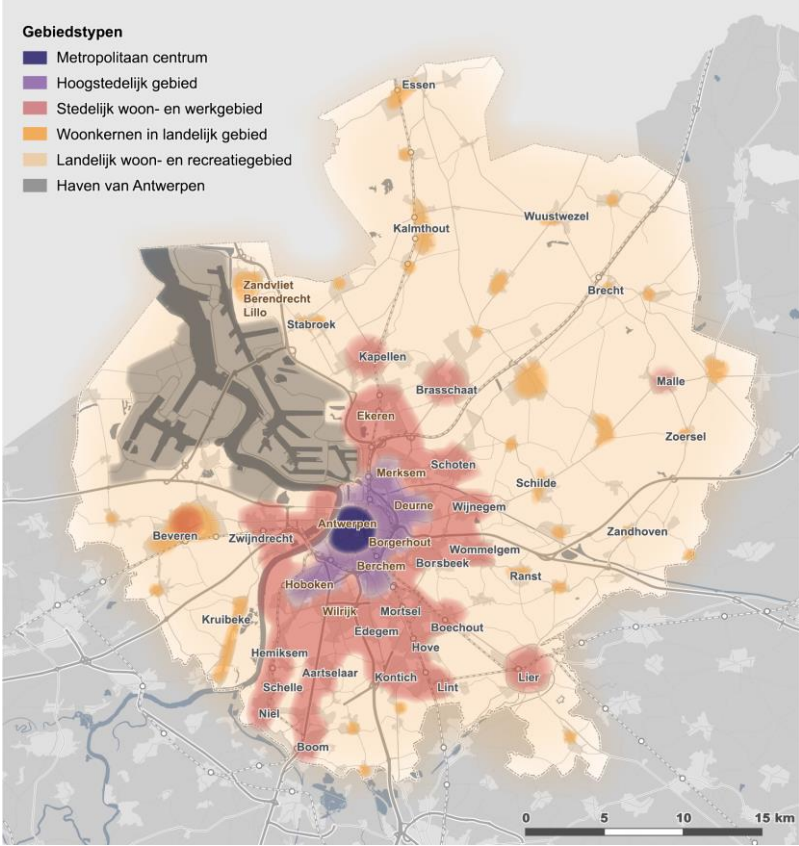 Gebiedstypen
Metropolitaan centrum
Hoogstedelijk gebied
Stedelijk woon- en werkgebied
Woonkernen in landelijk gebied
Landelijk woon- en recreatiegebied
Haven van Antwerpen
Essen
Kalmthout
Wuustwezel
Zandvliet
Berendrecht
Lillo
Brecht
Stabroek
Kapellen
Brasschaat
Malle
Ekeren
Zoersel
Schoten
Merksem
Schilde
Deurne
Wijnegem
Antwerpen
Zandhoven
Beveren
Zwijndrecht
Borgerhout
Wommelgem
Berchem
Borsbeek
Ranst
Hoboken
Kruibeke
Wilrijk
Mortsel
Edegem
Boechout
Hove
Hemiksem
Aartselaar
Kontich
Lier
Schelle
Lint
Niel
Boom
0 5 10 15 km